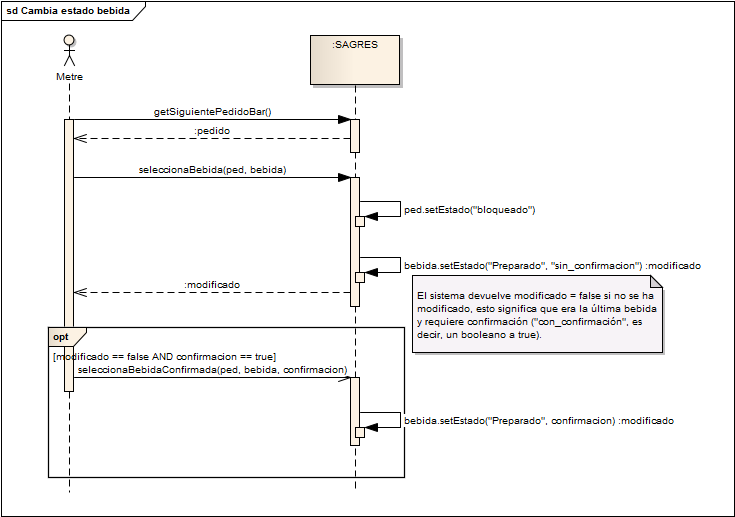 sd Cambia estado bebida
:SAGRES
Metre
getSiguientePedidoBar()
:pedido
seleccionaBebida(ped, bebida)
ped.setEstado("bloqueado")
bebida.setEstado("Preparado", "sin_confirmacion") :modificado
:modificado
El sistema devuelve modificado = false si no se ha
modificado, esto significa que era la última bebida
y requiere confirmación ("con_confirmación", es
decir, un booleano a true).
opt
[modificado == false AND confirmacion == true]
seleccionaBebidaConfirmada(ped, bebida, confirmacion)
bebida.setEstado("Preparado", confirmacion) :modificado